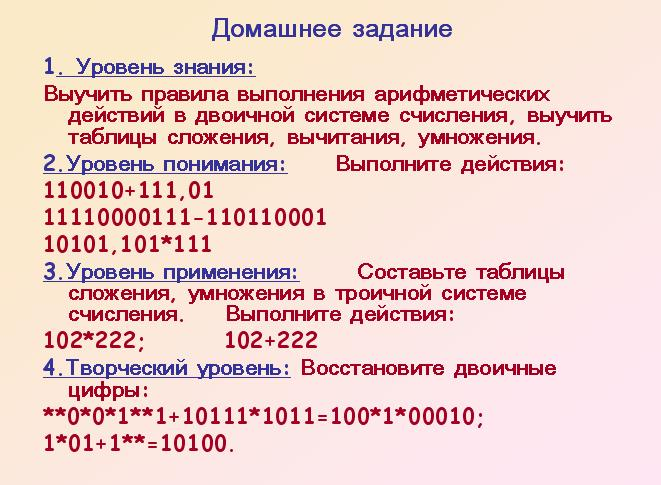 Домашнее задание
1. Уровень знания:
Выучить правила выполнения арифметических
действий в двоичной системе счисления, выучить
таблицы сложения, вычитания, умножения.
2.Уровень понимания: Выполните действия:
110010+111,01
11110000111-110110001
10101,101*111
3.Уровень применения: Составьте таблицы
сложения, умножения в троичной системе
счисления. Выполните действия:
102*222; 102+222
4.Творческий уровень: Восстановите двоичные
цифры:
**0*0*1**1+10111*1011=100*1*00010;
1*01+1**=10100.